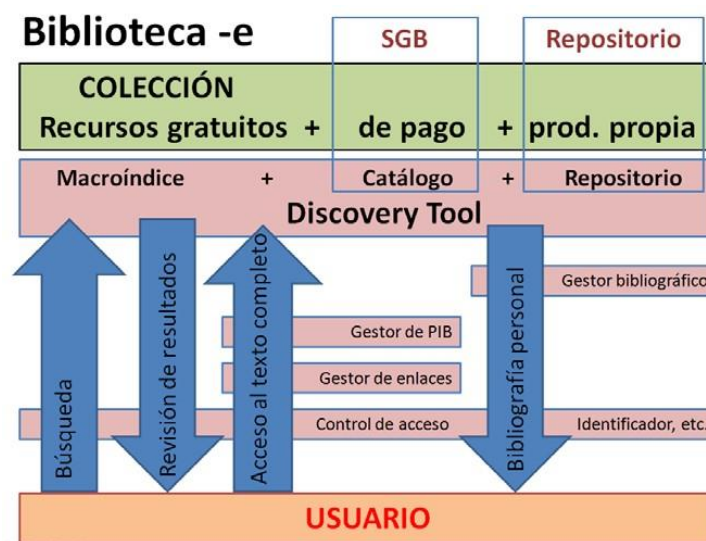 Biblioteca -e
SGB
Repositorio
COLECCIÓN
Recursos gratuitos + de pago + prod. propia
Macroíndice + Catálogo + Repositorio
Discovery Tool
Búsqueda
Revisión de resultados
Acceso al texto completo
Bibliografía personal
Gestor bibliográfico
Gestor de PIB
Gestor de enlaces
Control de acceso
Identificador, etc.
USUARIO